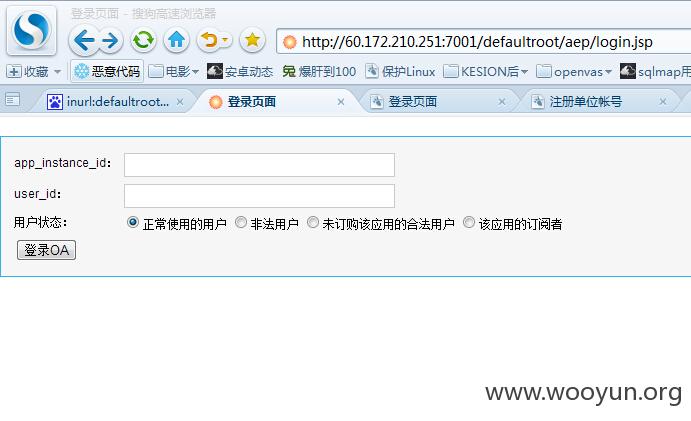 登录页面 - 搜狗高速浏览器
http://60.172.210.251:7001/defaultroot/aep/login.jsp
收藏 恶意代码 电影 安卓动态 爆肝到100 保护Linux KESION后 openvas sqlmap用
inurl:defaultroot... 登录页面 登录页面 注册单位帐号
app_instance_id:
user_id:
用户状态: 正常使用的用户 非法用户 未订购该应用的合法用户 该应用的订阅者
登录OA
www.wooyun.org